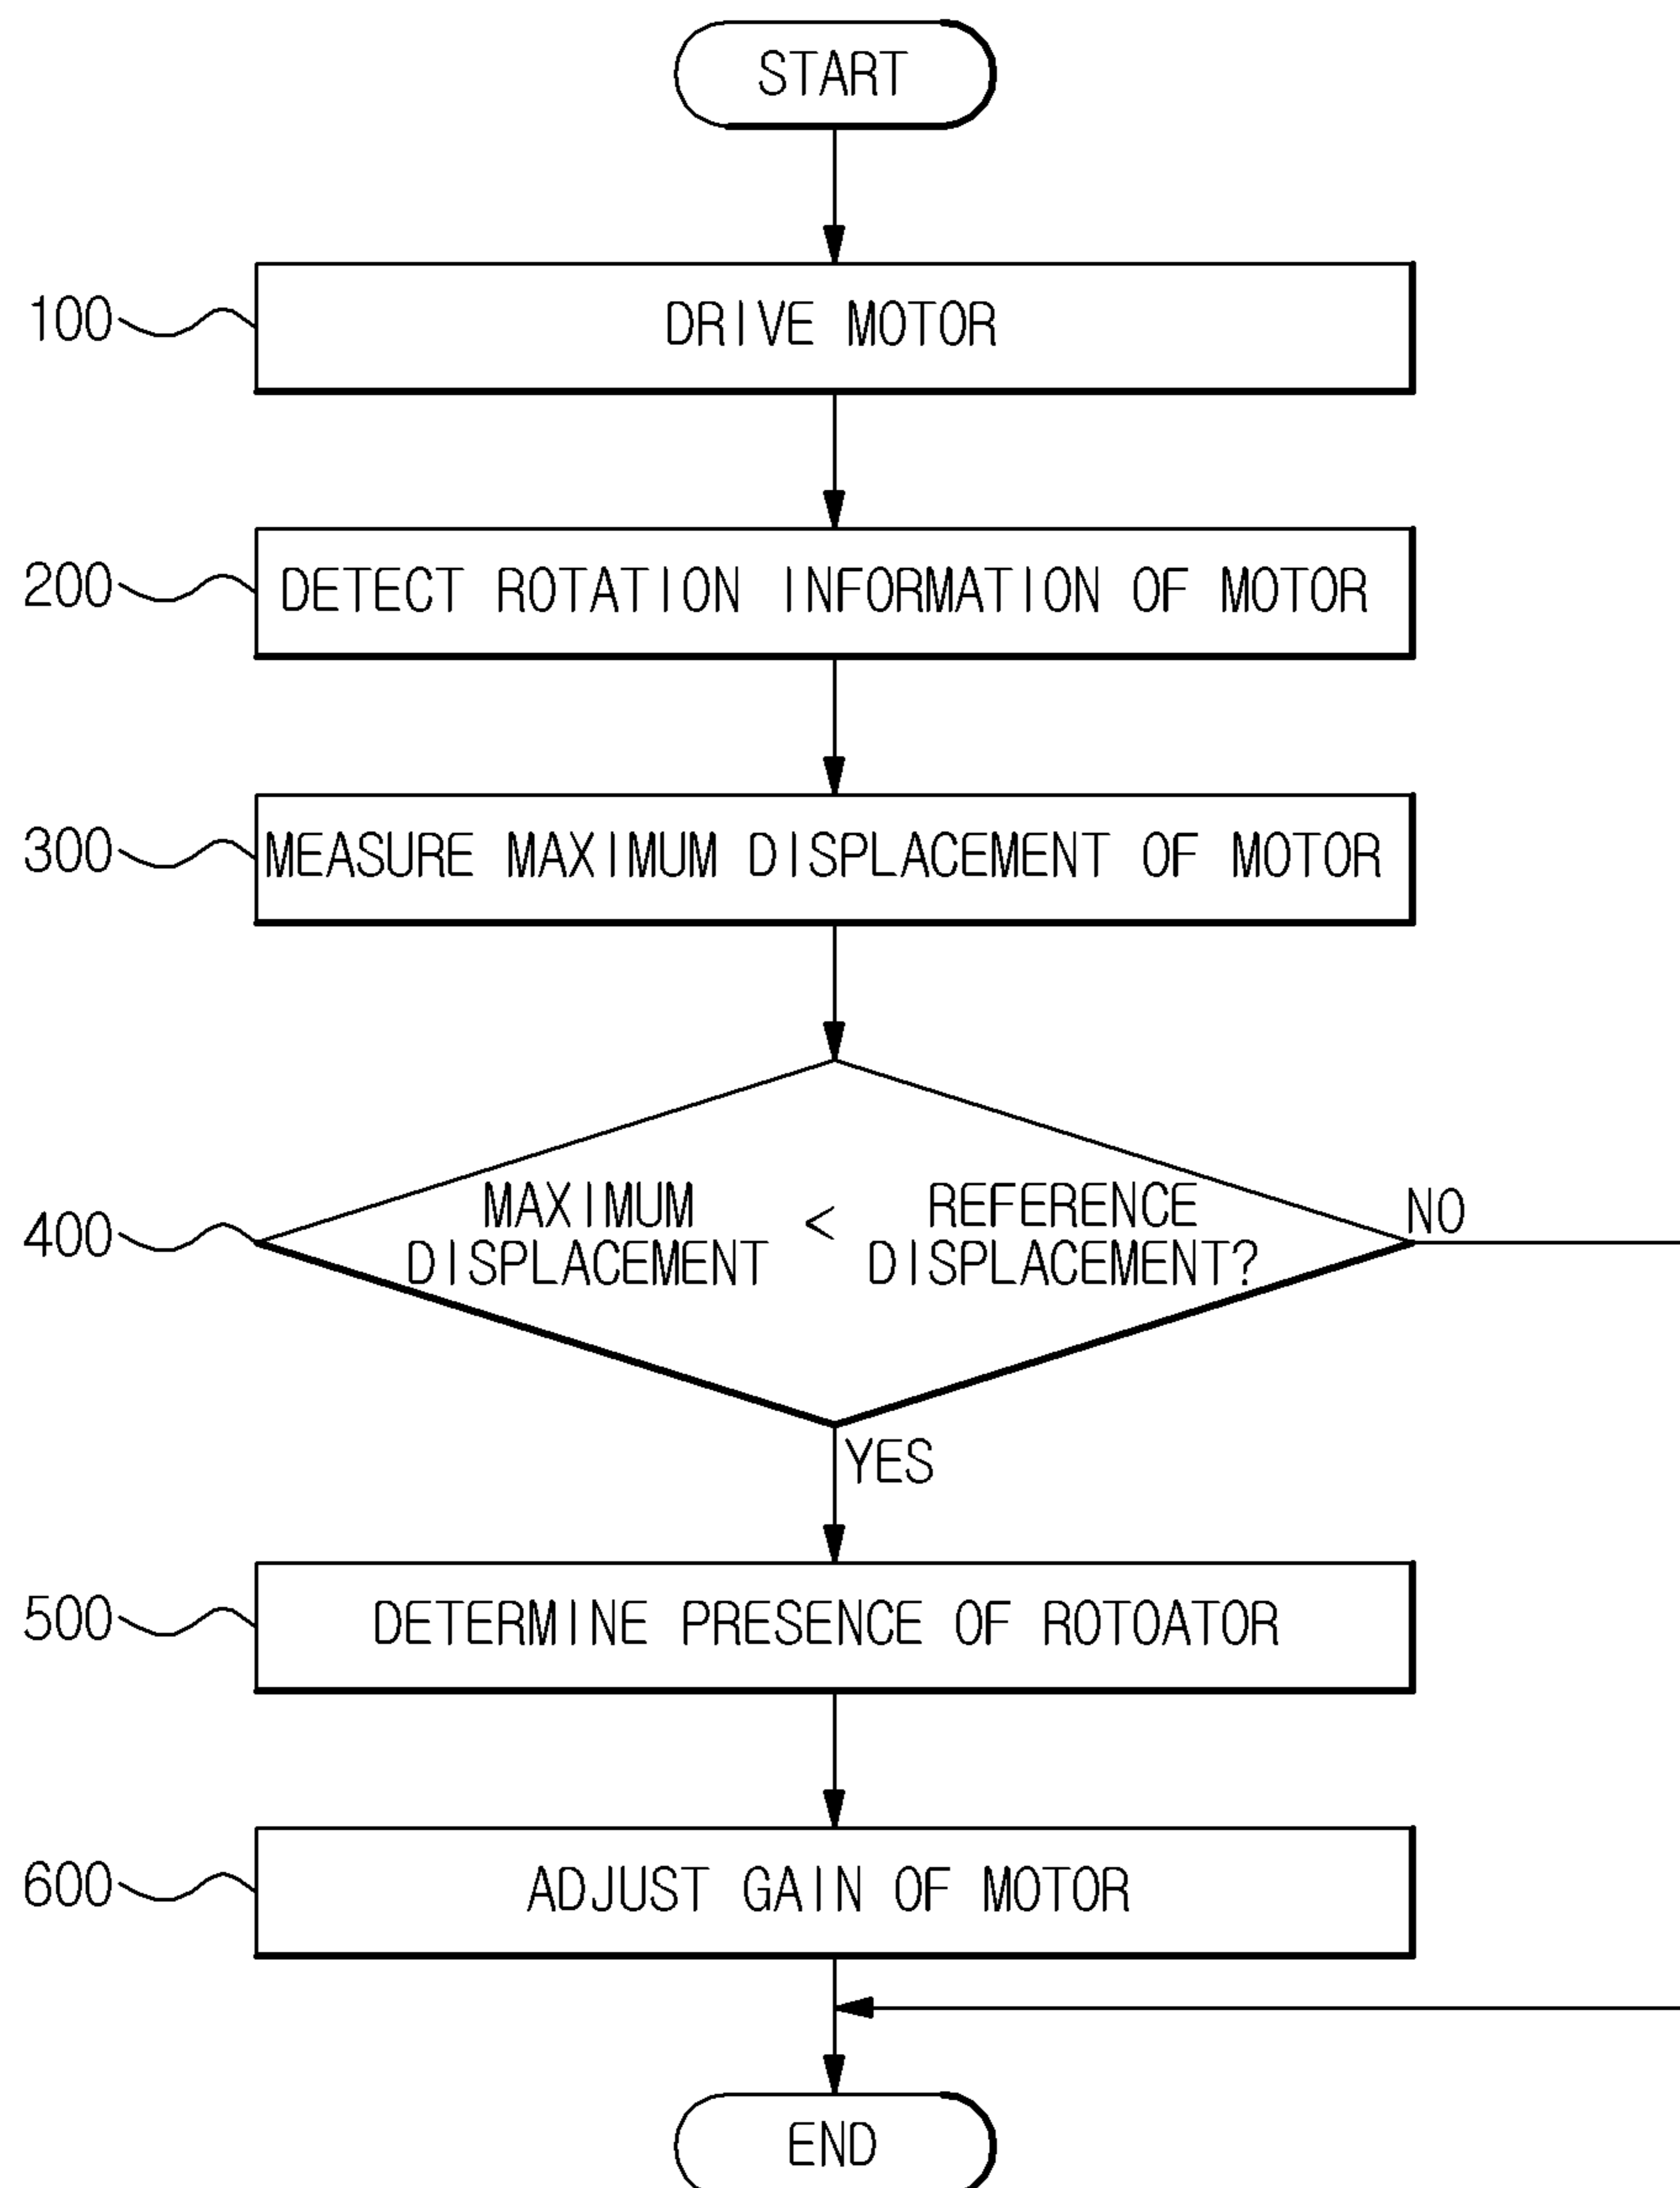 START
100
DRIVE MOTOR
200
DETECT ROTATION INFORMATION OF MOTOR
300
MEASURE MAXIMUM DISPLACEMENT OF MOTOR
400
MAXIMUM DISPLACEMENT < REFERENCE DISPLACEMENT?
NO
YES
500
DETERMINE PRESENCE OF ROTOATOR
600
ADJUST GAIN OF MOTOR
END